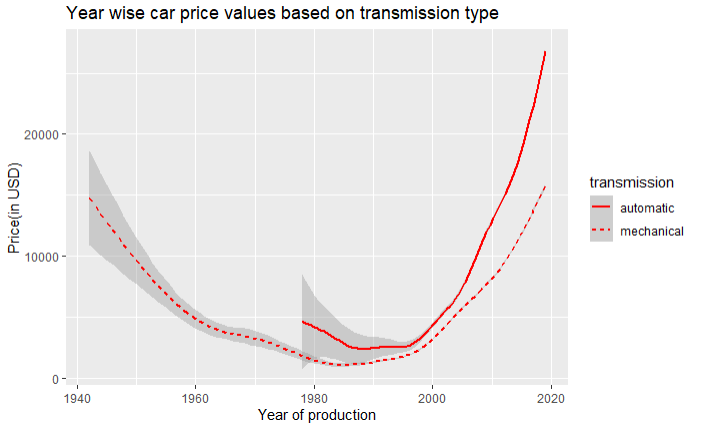 Year wise car price values based on transmission type
Price(in USD)
20000
10000
0
1940
1960
1980
2000
2020
Year of production
transmission
automatic
mechanical